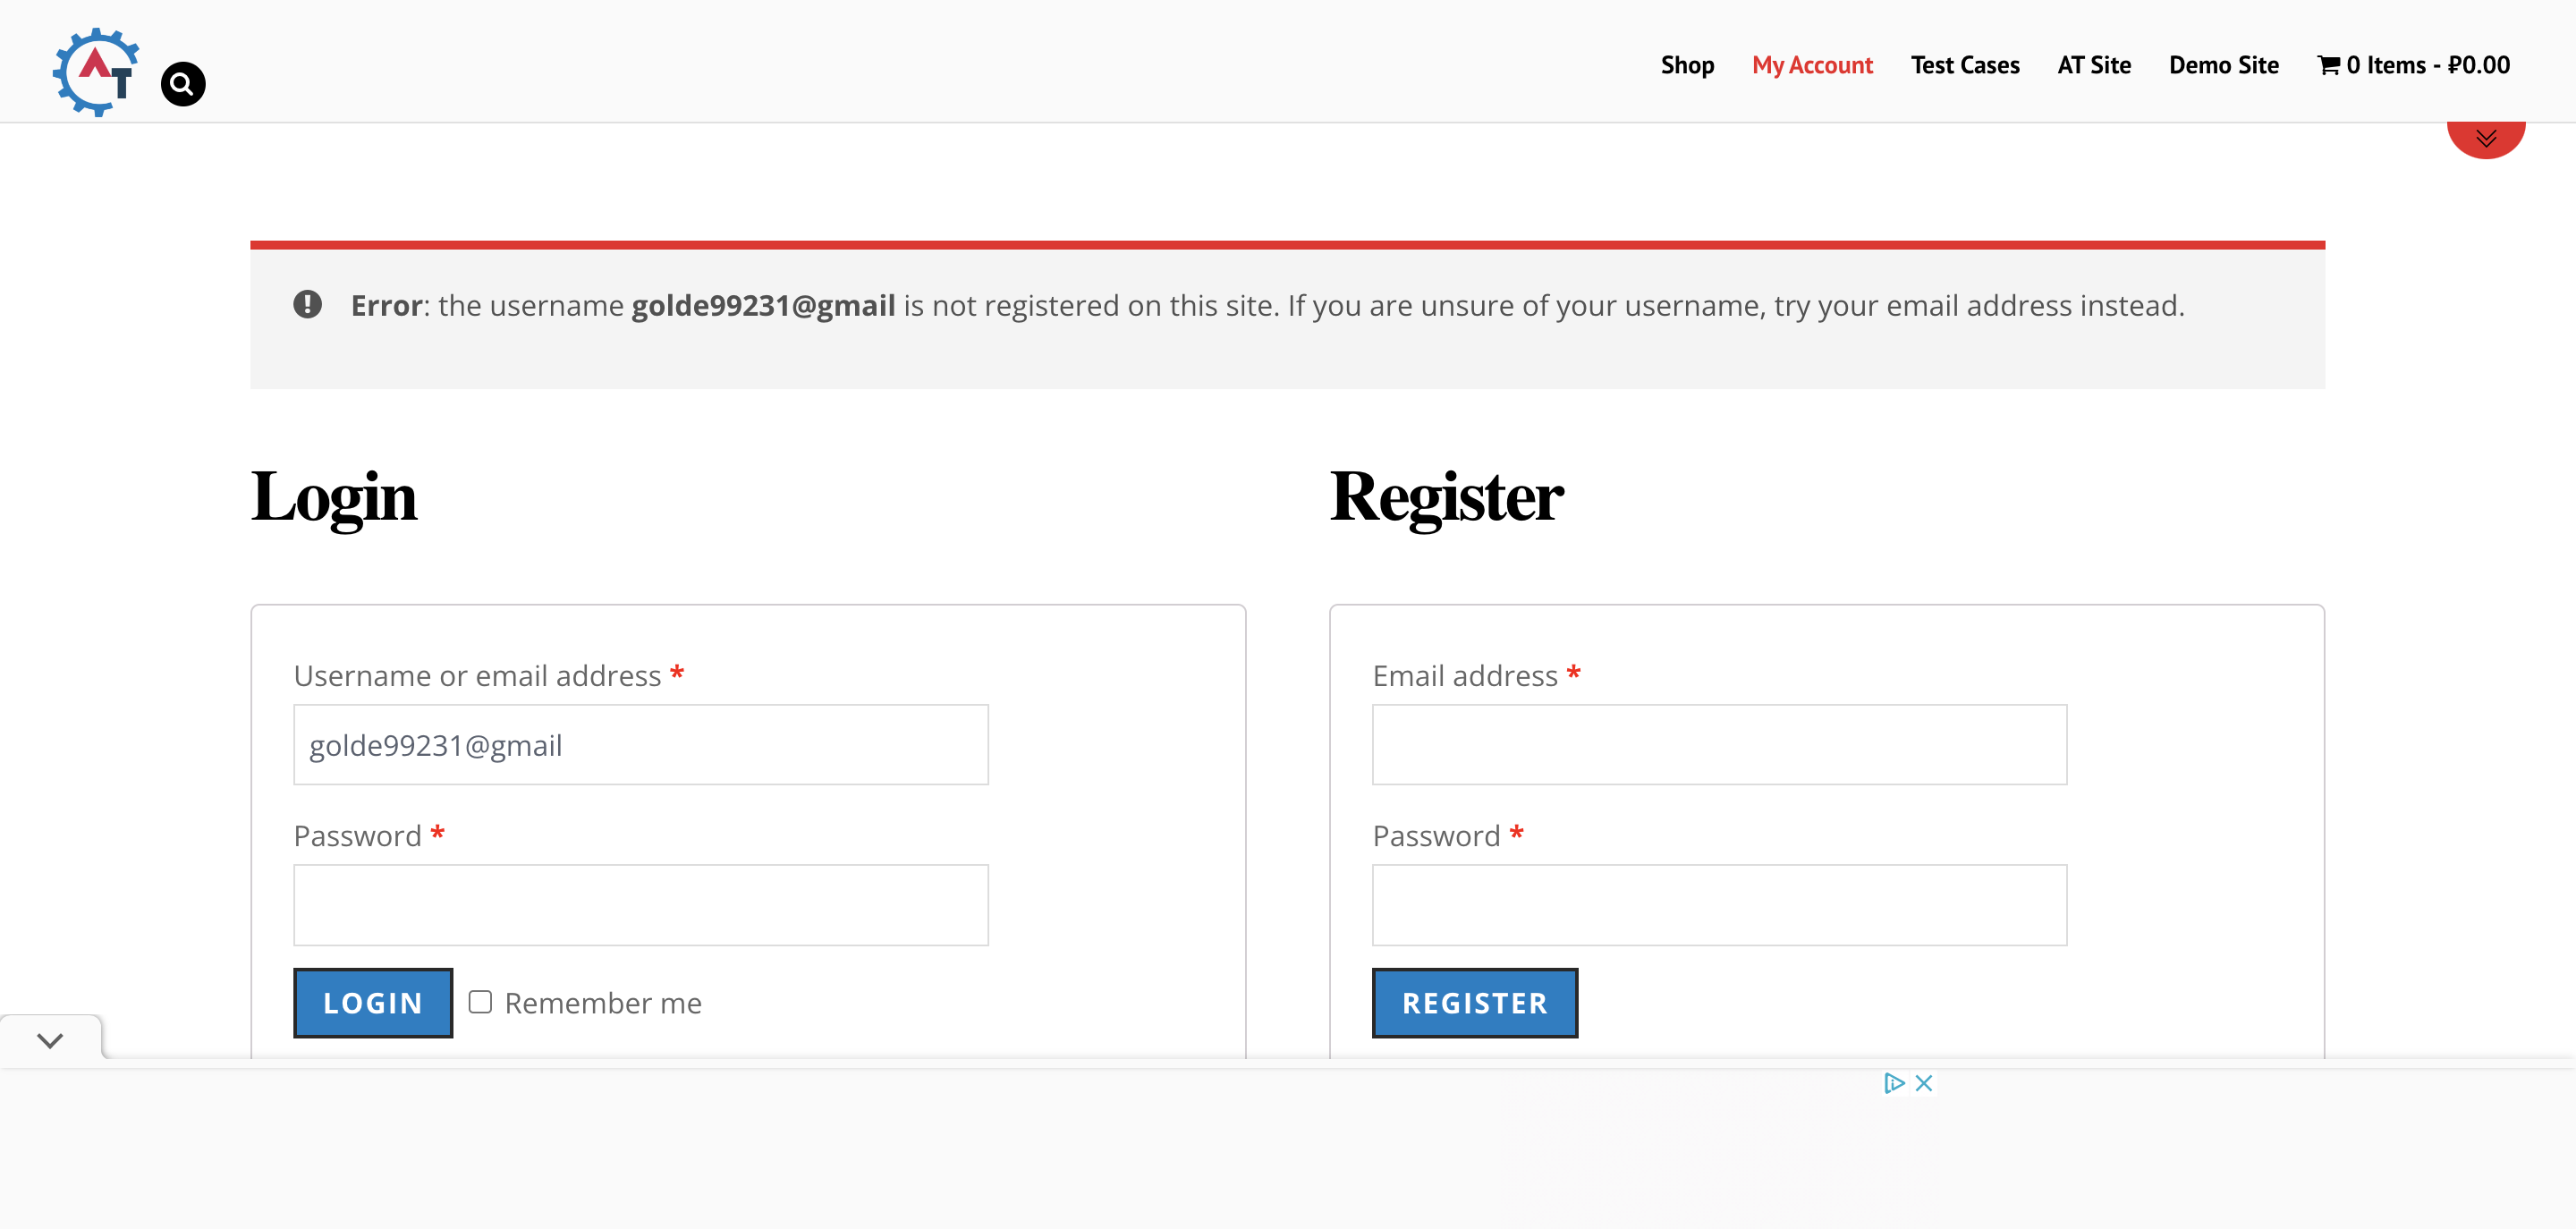 AT
Shop My Account Test Cases AT Site Demo Site 0 Items - ₽0.00
Error: the username golde99231@gmail is not registered on this site. If you are unsure of your username, try your email address instead.
Login
Register
Username or email address *
golde99231@gmail
Password *
LOGIN Remember me
Email address *
Password *
REGISTER